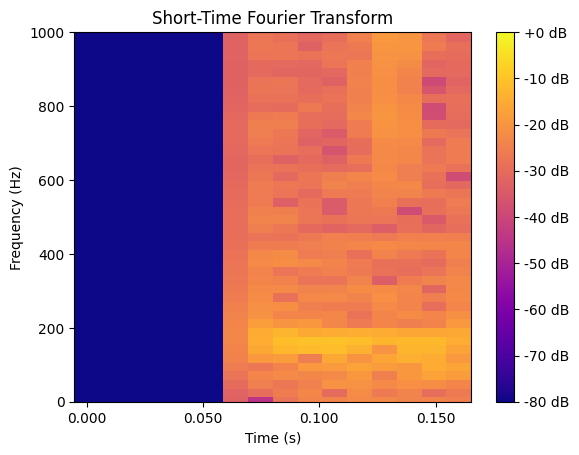 Short-Time Fourier Transform
1000
800
600
400
200
0
Frequency (Hz)
0.000
0.050
0.100
0.150
Time (s)
+0 dB
-10 dB
-20 dB
-30 dB
-40 dB
-50 dB
-60 dB
-70 dB
-80 dB